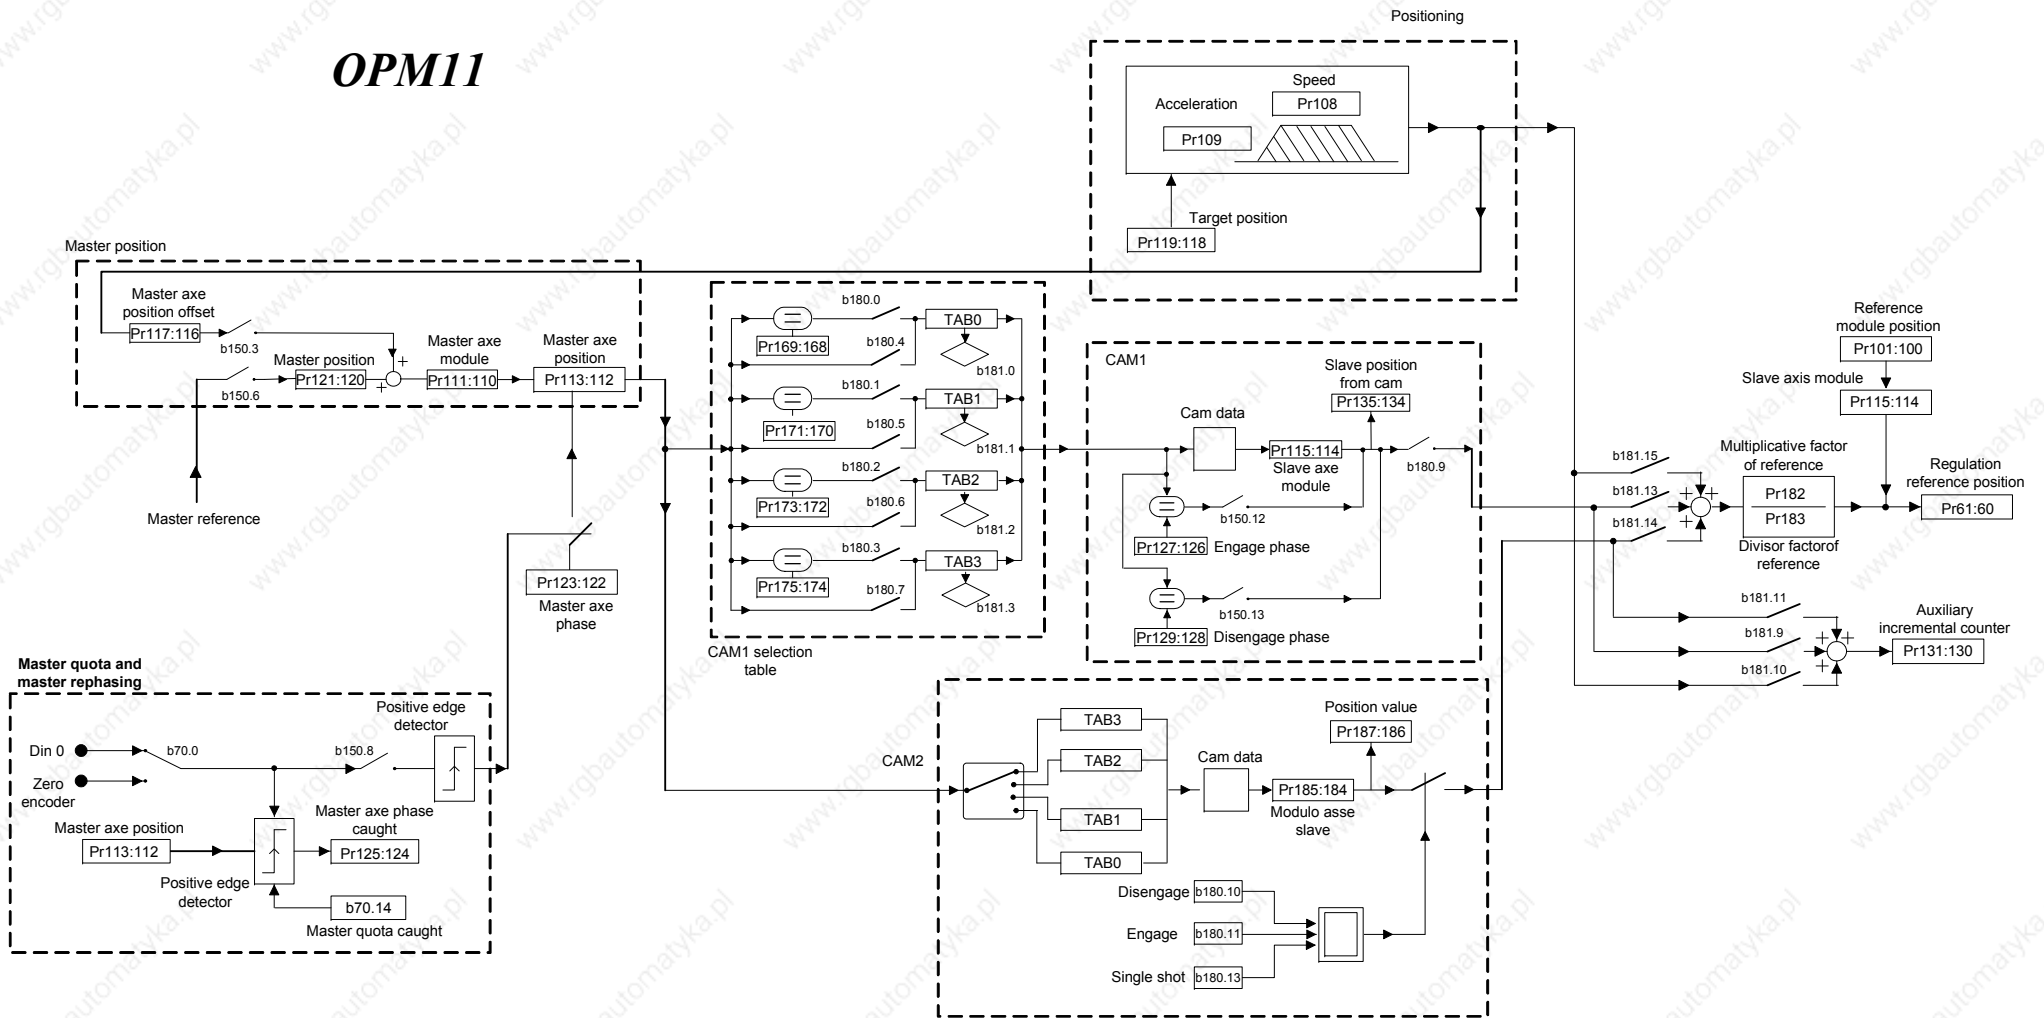 OPM11
Positioning
Speed
Pr108
Acceleration
Pr109
Target position
Pr119:118
Master position
Master axe
position offset
Pr117:116
b150.3
Master position
Pr121:120
b150.6
+
+
Master axe
module
Pr111:110
Master axe
position
Pr113:112
Master reference
Pr123:122
Master axe
phase
b180.0
Pr169:168
b180.4
TAB0
b181.0
b180.1
Pr171:170
b180.5
TAB1
b181.1
b180.2
Pr173:172
b180.6
TAB2
b181.2
b180.3
Pr175:174
b180.7
TAB3
b181.3
CAM1 selection
table
CAM1
Slave position
from cam
Pr135:134
Cam data
Pr115:114
Slave axe
module
b180.9
b150.12
Pr127:126
Engage phase
b150.13
Pr129:128
Disengage phase
Reference
module position
Pr101:100
Slave axis module
Pr115:114
b181.15
b181.13
b181.14
+
+
+
Multiplicative factor
of reference
Pr182
Pr183
Divisor factorof
reference
Regulation
reference position
Pr61:60
b181.11
b181.9
b181.10
+
+
+
Auxiliary
incremental counter
Pr131:130
Master quota and
master rephasing
Din 0
Zero
encoder
b70.0
b150.8
Positive edge
detector
Master axe position
Pr113:112
Master axe phase
caught
Pr125:124
Positive edge
detector
b70.14
Master quota caught
CAM2
TAB3
TAB2
TAB1
TAB0
Cam data
Position value
Pr187:186
Pr185:184
Modulo asse
slave
Disengage
b180.10
Engage
b180.11
Single shot
b180.13
www.rgbautomatyka.pl